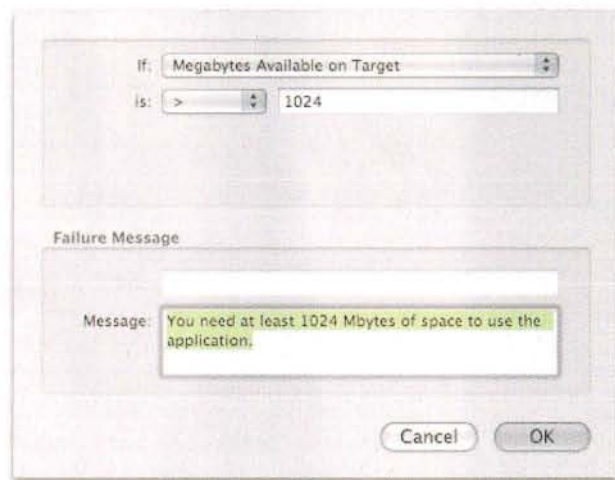 If: Megabytes Available on Target
is: > 1024
Failure Message
Message: You need at least 1024 Mbytes of space to use the
application.
Cancel OK